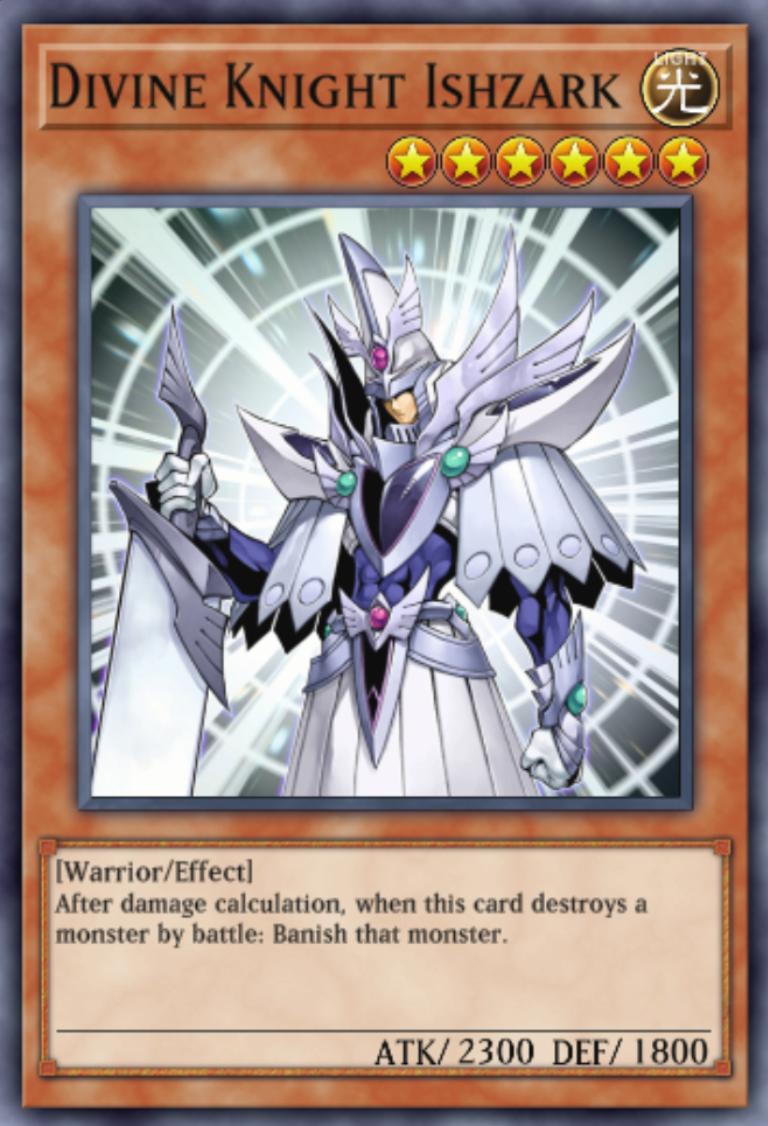 Divine Knight Ishzark
LIGHT
光
[Warrior/Effect]
After damage calculation, when this card destroys a
monster by battle: Banish that monster.
ATK/ 2300 DEF/ 1800